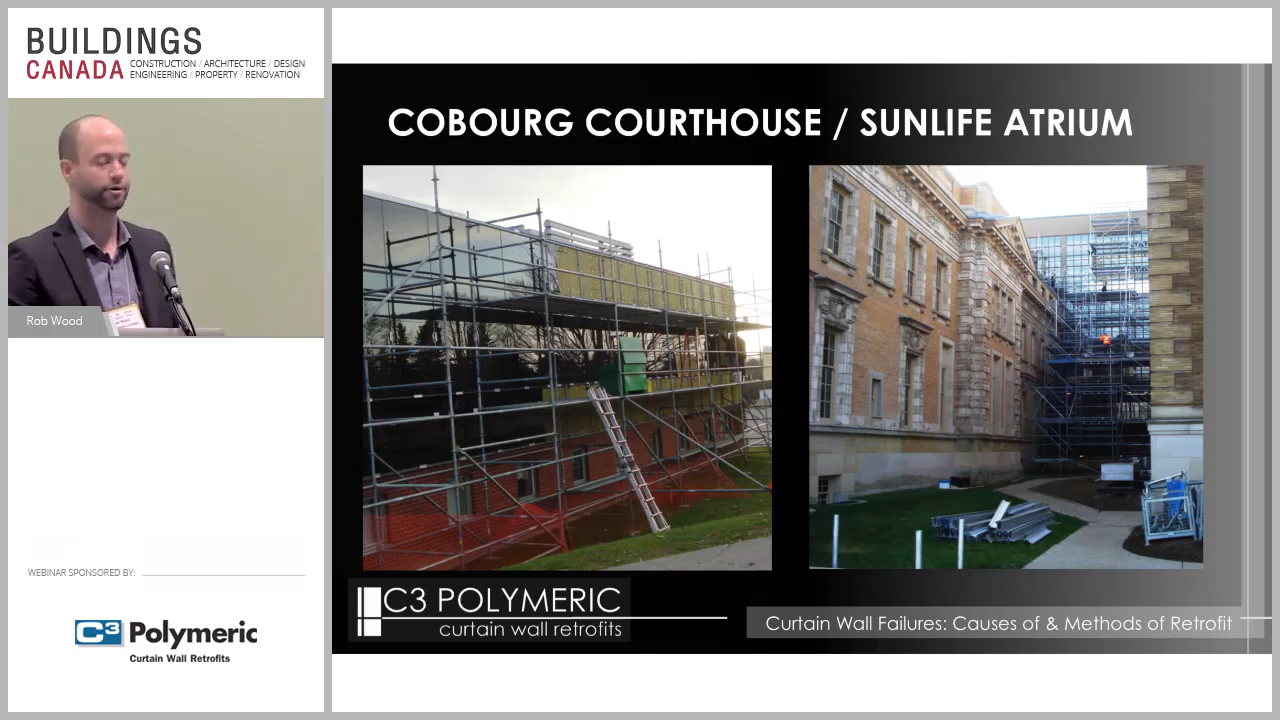 BUILDINGS
CANADA CONSTRUCTION / ARCHITECTURE / DESIGN
ENGINEERING / PROPERTY / RENOVATION
Rob Wood
WEBINAR SPONSORED BY:
C3 Polymeric
Curtain Wall Retrofits
COBOURG COURTHOUSE / SUNLIFE ATRIUM
C3 POLYMERIC
curtain wall retrofits
Curtain Wall Failures: Causes of & Methods of Retrofit